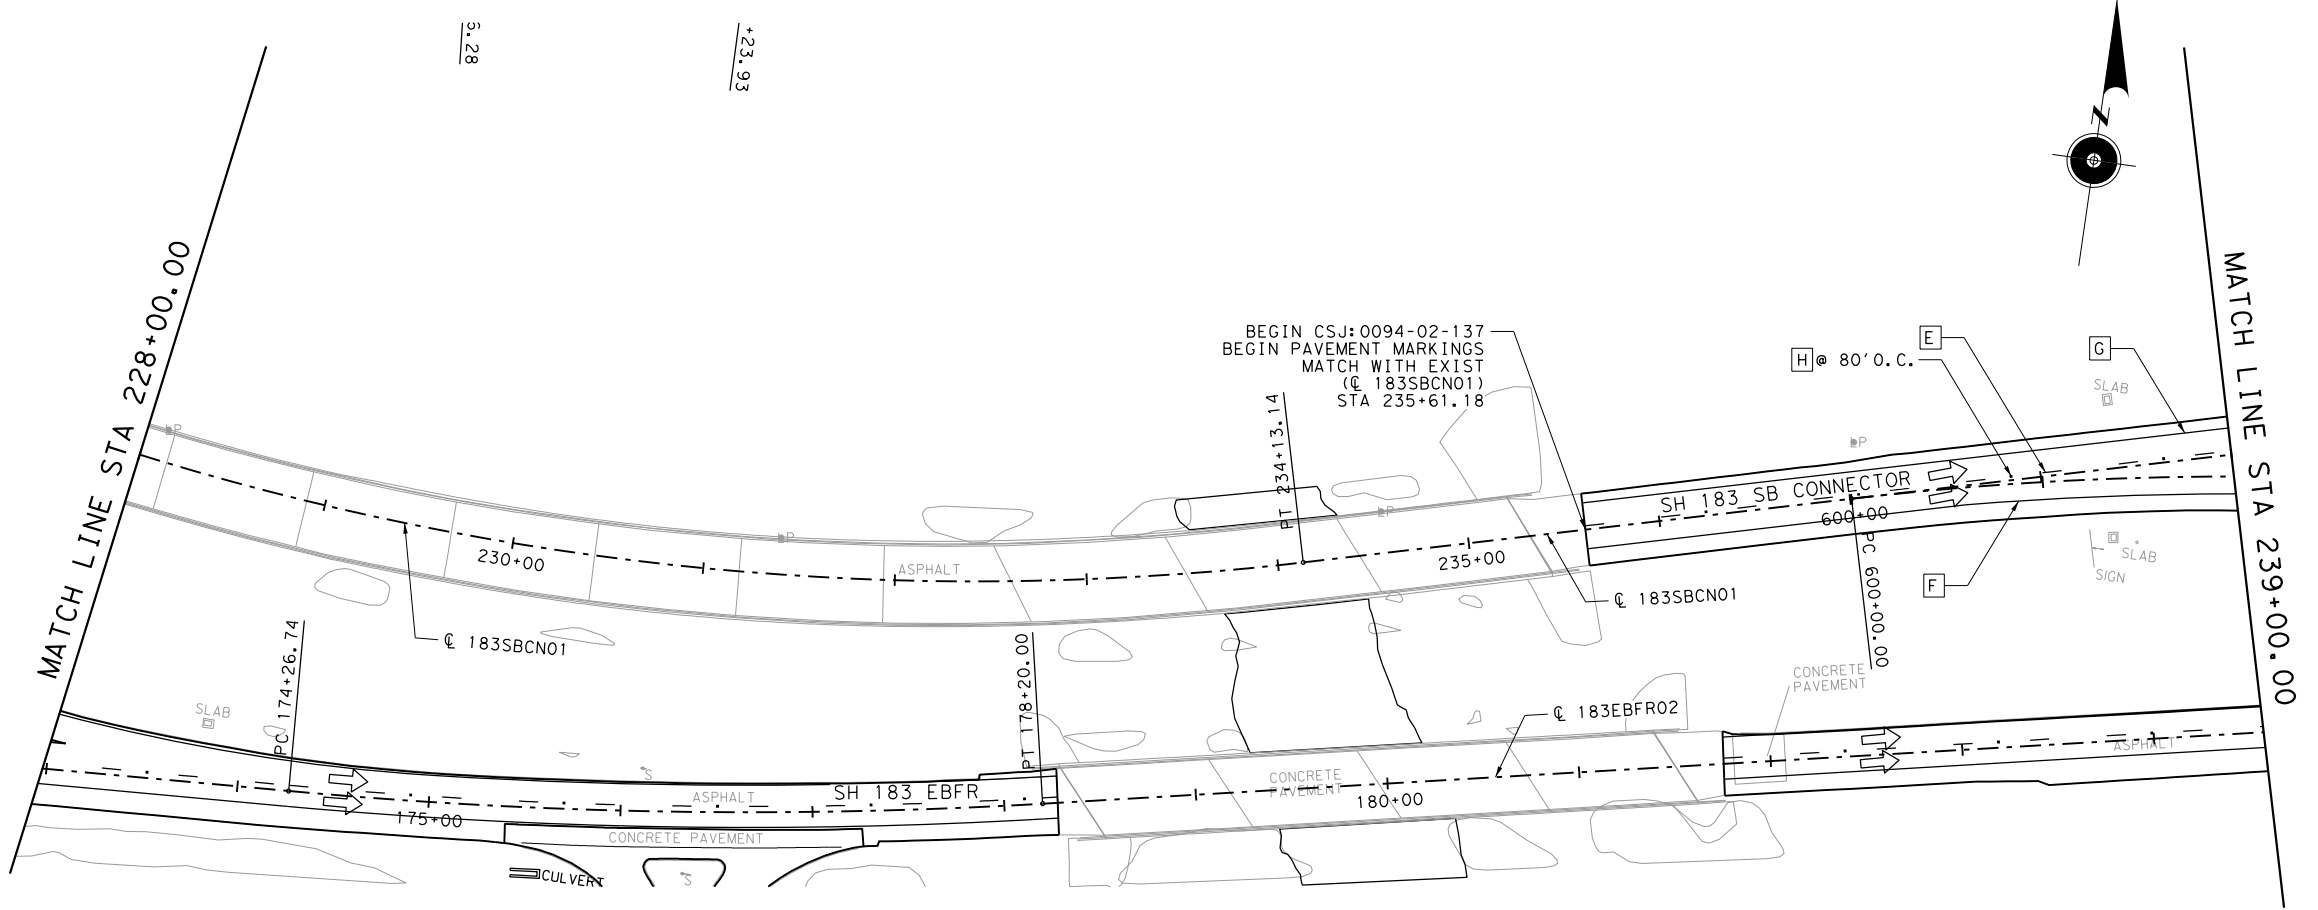 +23.93
MATCH LINE STA 228+00.00
MATCH LINE STA 239+00.00
N
BEGIN CSJ:0094-02-137
BEGIN PAVEMENT MARKINGS
MATCH WITH EXIST
(℄ 183SBCN01)
STA 235+61.18
E
H @ 80' O.C.
G
SLAB
LP
LP
LP
LP
PT 234+13.14
SH 183 SB CONNECTOR
600+00
PC 600+00.00
230+00
ASPHALT
235+00
℄ 183SBCN01
℄ 183SBCN01
F
SLAB
SIGN
PC 174+26.74
PT 178+20.00
SLAB
CONCRETE
PAVEMENT
℄ 183EBFR02
S
ASPHALT
SH 183 EBFR
CONCRETE
PAVEMENT
ASPHALT
175+00
180+00
CONCRETE PAVEMENT
CULVERT
S